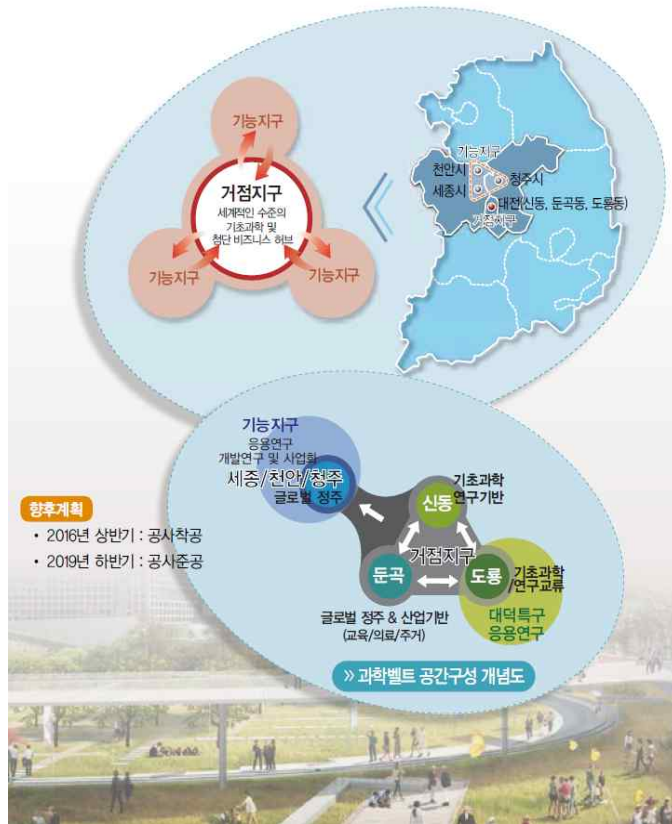 기능지구
거점지구
세계적인 수준의
기초과학 및
첨단 비즈니스 허브
기능지구
기능지구
기능지구
천안시
청주시
세종시
대전(신동, 둔곡동, 도룡동)
거점지구
기능지구
응용연구
개발연구 및 사업화
세종/천안/청주
글로벌 정주
신동
기초과학
연구기반
거점지구
둔곡
도룡
기초과학
/연구교류
대덕특구
응용연구
글로벌 정주 & 산업기반
(교육/의료/주거)
» 과학벨트 공간구성 개념도
향후계획
• 2016년 상반기 : 공사착공
• 2019년 하반기 : 공사준공